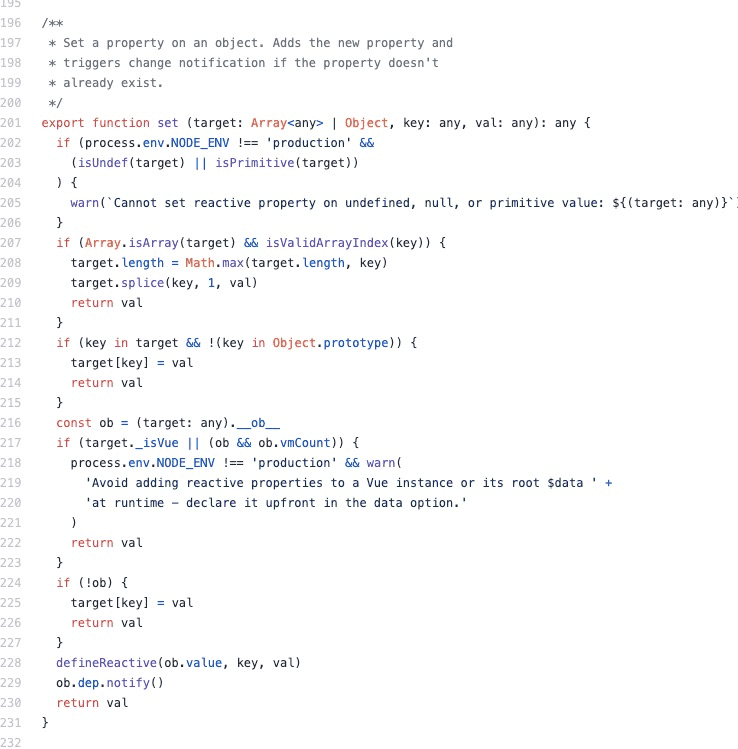 195
196 /**
197  * Set a property on an object. Adds the new property and
198  * triggers change notification if the property doesn't
199  * already exist.
200  */
201 export function set (target: Array<any> | Object, key: any, val: any): any {
202   if (process.env.NODE_ENV !== 'production' &&
203     (isUndef(target) || isPrimitive(target))
204   ) {
205     warn(`Cannot set reactive property on undefined, null, or primitive value: ${(target: any)}`)
206   }
207   if (Array.isArray(target) && isValidArrayIndex(key)) {
208     target.length = Math.max(target.length, key)
209     target.splice(key, 1, val)
210     return val
211   }
212   if (key in target && !(key in Object.prototype)) {
213     target[key] = val
214     return val
215   }
216   const ob = (target: any).__ob__
217   if (target._isVue || (ob && ob.vmCount)) {
218     process.env.NODE_ENV !== 'production' && warn(
219       'Avoid adding reactive properties to a Vue instance or its root $data ' +
220       'at runtime - declare it upfront in the data option.'
221     )
222     return val
223   }
224   if (!ob) {
225     target[key] = val
226     return val
227   }
228   defineReactive(ob.value, key, val)
229   ob.dep.notify()
230   return val
231 }
232